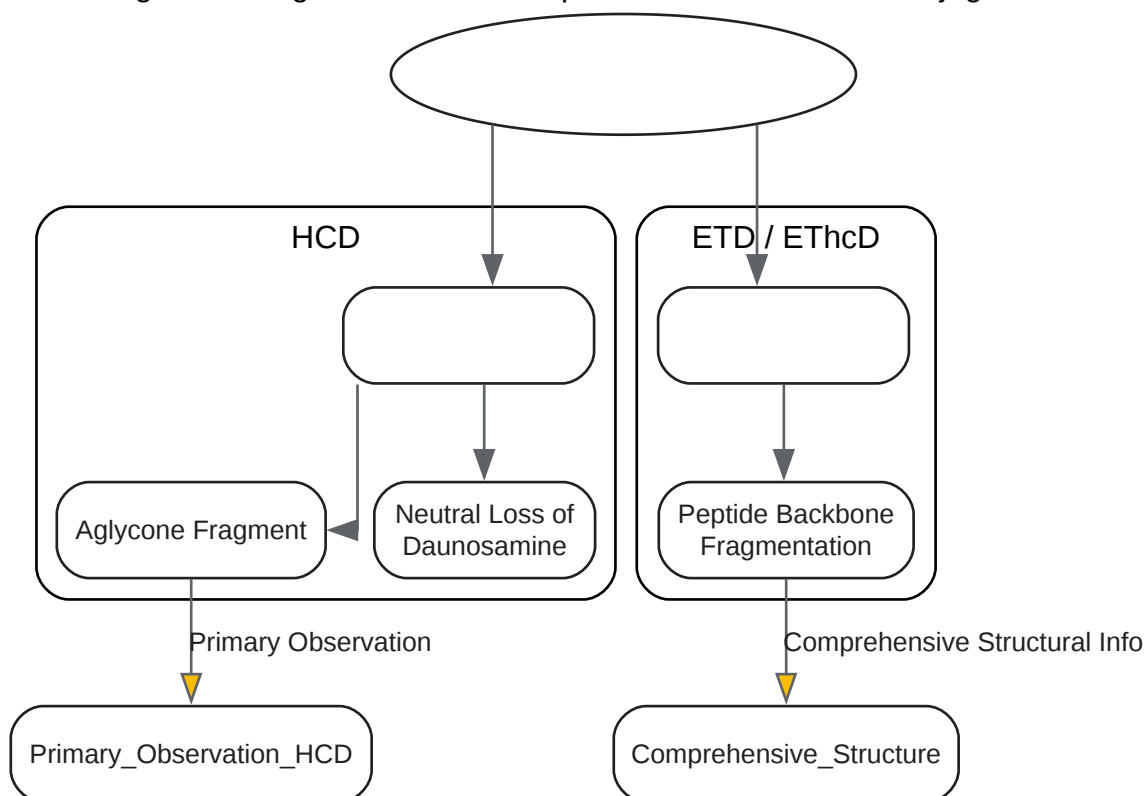 HCD
ETD / EThcD
Aglycone Fragment
Neutral Loss of
Daunosamine
Peptide Backbone
Fragmentation
Primary Observation
Comprehensive Structural Info
Primary_Observation_HCD
Comprehensive_Structure